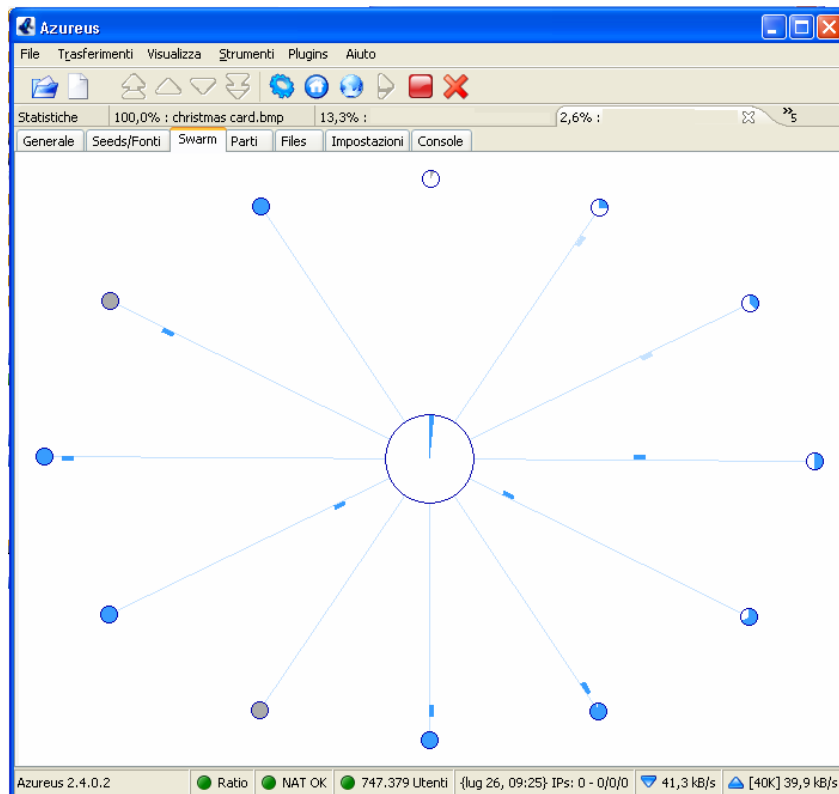 Azureus
File Trasferimenti Visualizza Strumenti Plugins Aiuto
Statistiche 100,0% : christmas card.bmp 13,3% : 2,6% : »5
Generale Seeds/Fonti Swarm Parti Files Impostazioni Console
Azureus 2.4.0.2 Ratio NAT OK 747.379 Utenti {lug 26, 09:25} IPs: 0 - 0/0/0 41,3 kB/s [40K] 39,9 kB/s